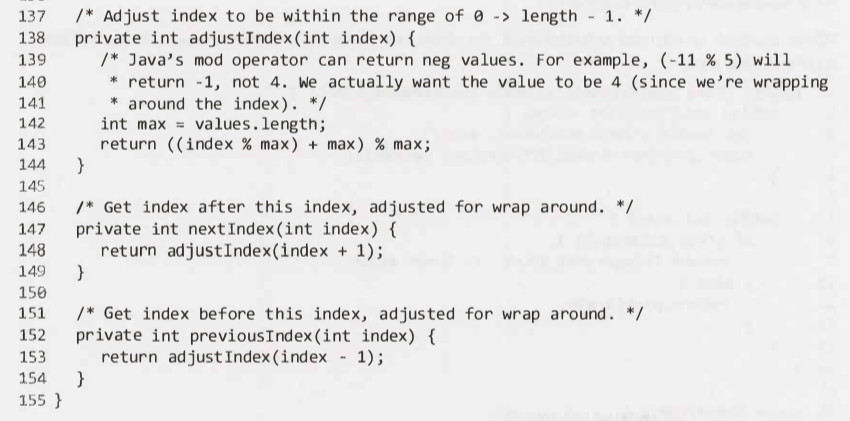 137 /* Adjust index to be within the range of 0 -> length - 1. */
138 private int adjustIndex(int index) {
139 /* Java's mod operator can return neg values. For example, (-11 % 5) will
140 * return -1, not 4. We actually want the value to be 4 (since we're wrapping
141 * around the index). */
142 int max = values.length;
143 return ((index % max) + max) % max;
144 }
145
146 /* Get index after this index, adjusted for wrap around. */
147 private int nextIndex(int index) {
148 return adjustIndex(index + 1);
149 }
150
151 /* Get index before this index, adjusted for wrap around. */
152 private int previousIndex(int index) {
153 return adjustIndex(index - 1);
154 }
155 }